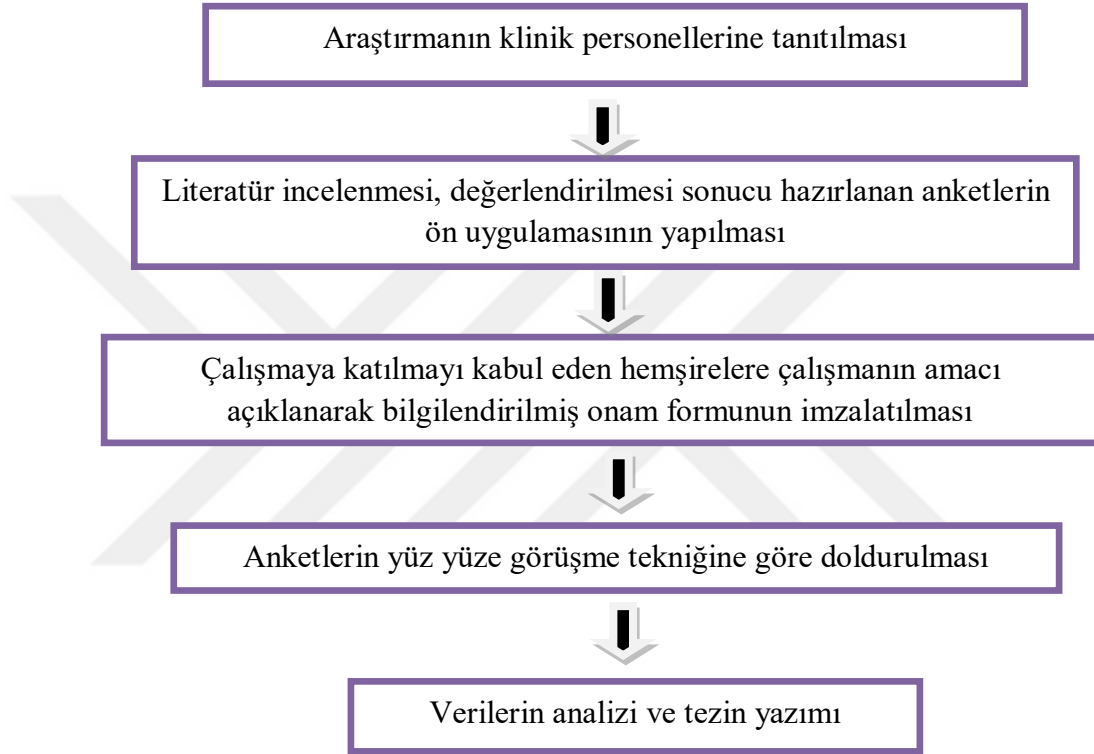 Araştırmanın klinik personellerine tanıtılması
Literatür incelenmesi, değerlendirilmesi sonucu hazırlanan anketlerin
ön uygulamasının yapılması
Çalışmaya katılmayı kabul eden hemşirelere çalışmanın amacı
açıklanarak bilgilendirilmiş onam formunun imzalatılması
Anketlerin yüz yüze görüşme tekniğine göre doldurulması
Verilerin analizi ve tezin yazımı